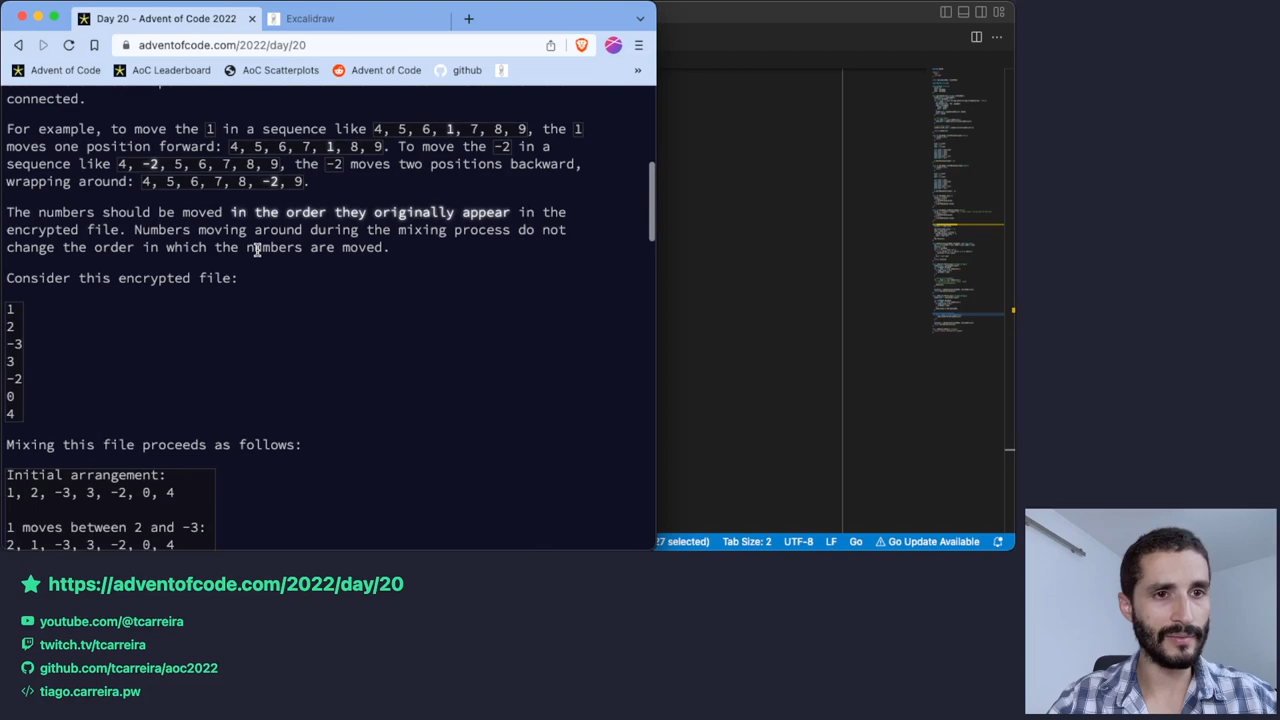 Day 20 - Advent of Code 2022
Excalidraw
adventofcode.com/2022/day/20
Advent of Code
AoC Leaderboard
AoC Scatterplots
Advent of Code
github
»
connected.
For example, to move the 1 in a sequence like 4, 5, 6, 1, 7, 8, 9, the 1
moves one position forward: 4, 5, 6, 7, 1, 8, 9. To move the -2 in a
sequence like 4, -2, 5, 6, 7, 8, 9, the -2 moves two positions backward,
wrapping around: 4, 5, 6, 7, 8, -2, 9.
The numbers should be moved in the order they originally appear in the
encrypted file. Numbers moving around during the mixing process do not
change the order in which the numbers are moved.
Consider this encrypted file:
1
2
-3
3
-2
0
4
Mixing this file proceeds as follows:
Initial arrangement:
1, 2, -3, 3, -2, 0, 4
1 moves between 2 and -3:
2, 1, -3, 3, -2, 0, 4
27 selected)
Tab Size: 2
UTF-8
LF
Go
Go Update Available
https://adventofcode.com/2022/day/20
youtube.com/@tcarreira
twitch.tv/tcarreira
github.com/tcarreira/aoc2022
tiago.carreira.pw